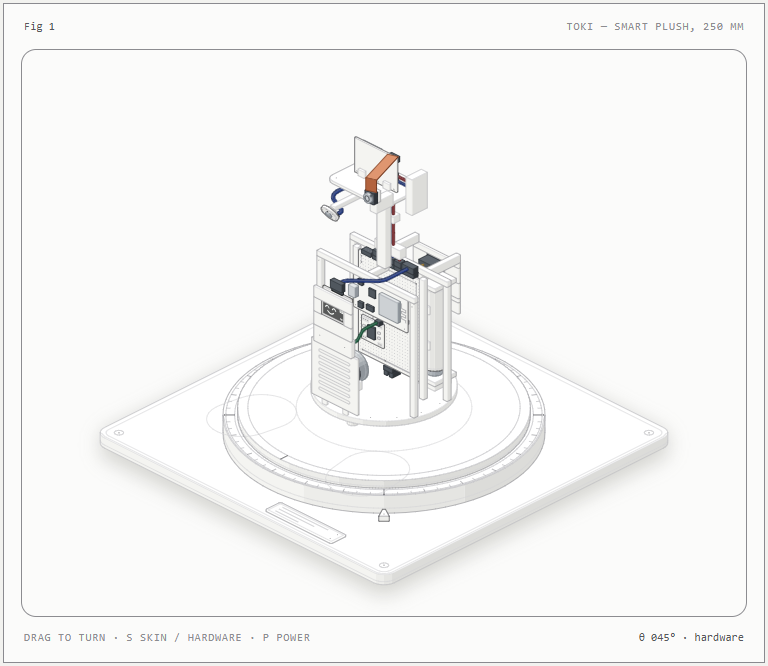 Fig 1
TOKI — SMART PLUSH, 250 MM
DRAG TO TURN · S SKIN / HARDWARE · P POWER
θ 045° · hardware